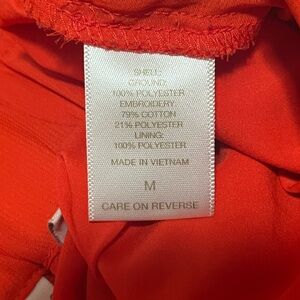 SHELL:
GROUND:
100% POLYESTER
EMBROIDERY:
79% COTTON
21% POLYESTER
LINING:
100% POLYESTER
MADE IN VIETNAM
M
CARE ON REVERSE